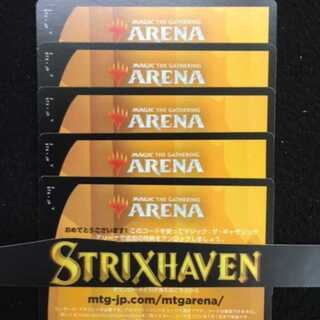 MAGIC THE GATHERING
ARENA
MAGIC THE GATHERING
ARENA
MAGIC THE GATHERING
ARENA
MAGIC THE GATHERING
ARENA
MAGIC THE GATHERING
ARENA
おめでとうございます！このコードを使ってマジック：ザ・ギャザリング
STRIXHAVEN
mtg-jp.com/mtgarena/